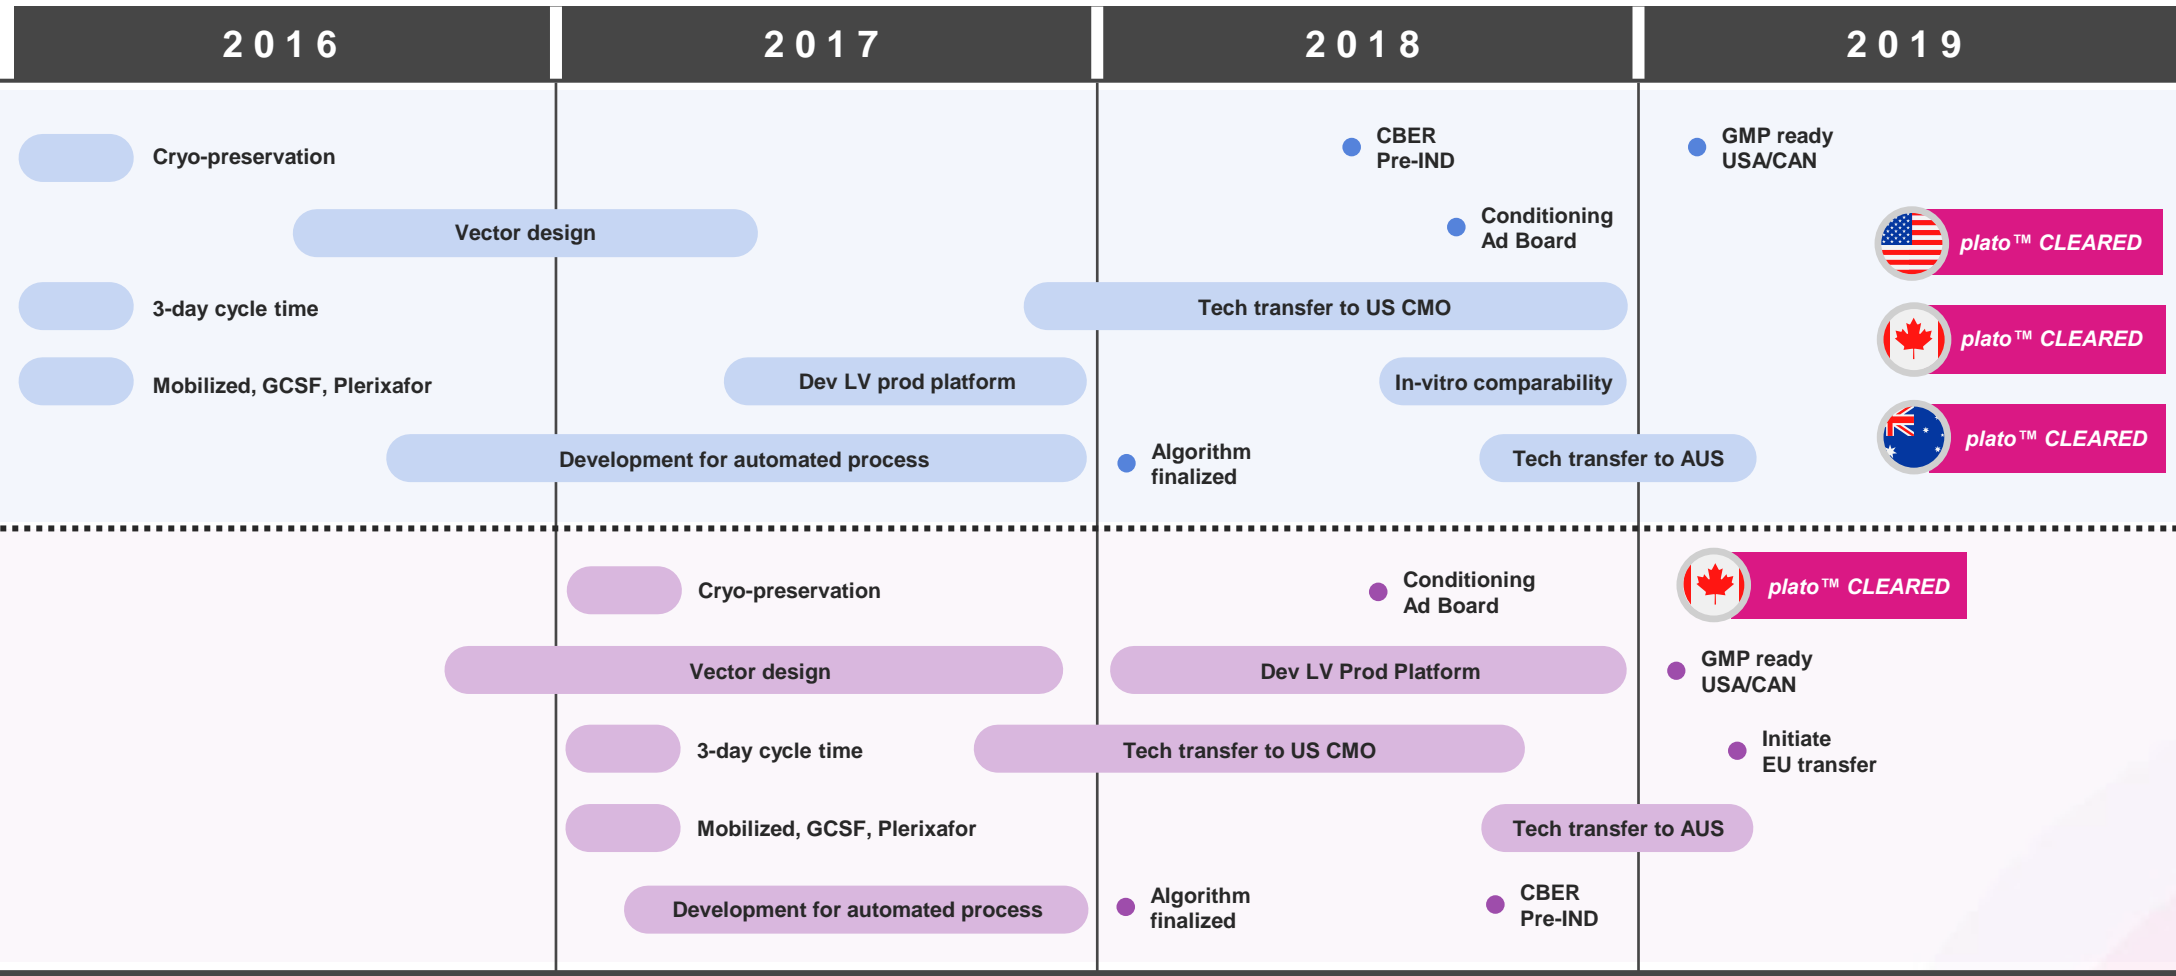 2016
2017
2018
2019
Cryo-preservation
CBER
Pre-IND
GMP ready
USA/CAN
Vector design
Conditioning
Ad Board
plato™ CLEARED
3-day cycle time
Tech transfer to US CMO
plato™ CLEARED
Mobilized, GCSF, Plerixafor
Dev LV prod platform
In-vitro comparability
plato™ CLEARED
Development for automated process
Algorithm
finalized
Tech transfer to AUS
Cryo-preservation
Conditioning
Ad Board
plato™ CLEARED
Vector design
Dev LV Prod Platform
GMP ready
USA/CAN
3-day cycle time
Tech transfer to US CMO
Initiate
EU transfer
Mobilized, GCSF, Plerixafor
Tech transfer to AUS
Development for automated process
Algorithm
finalized
CBER
Pre-IND